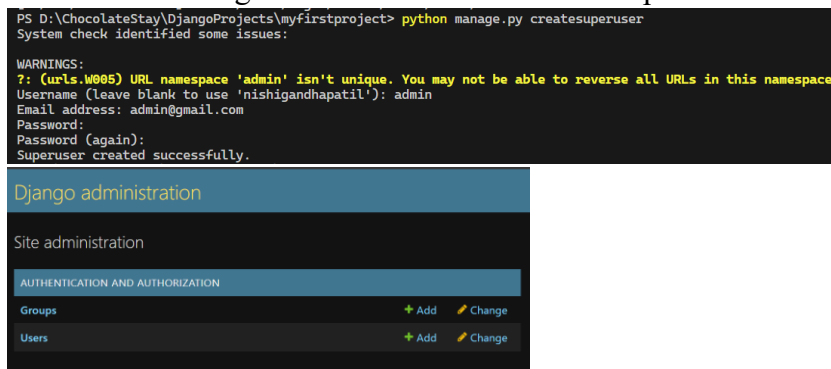 PS D:\ChocolateStay\DjangoProjects\myfirstproject> python manage.py createsuperuser
System check identified some issues:
WARNINGS:
?: (urls.W005) URL namespace 'admin' isn't unique. You may not be able to reverse all URLs in this namespace
Username (leave blank to use 'nishigandhapatil'): admin
Email address: admin@gmail.com
Password:
Password (again):
Superuser created successfully.
Django administration
Site administration
AUTHENTICATION AND AUTHORIZATION
Groups + Add Change
Users + Add Change